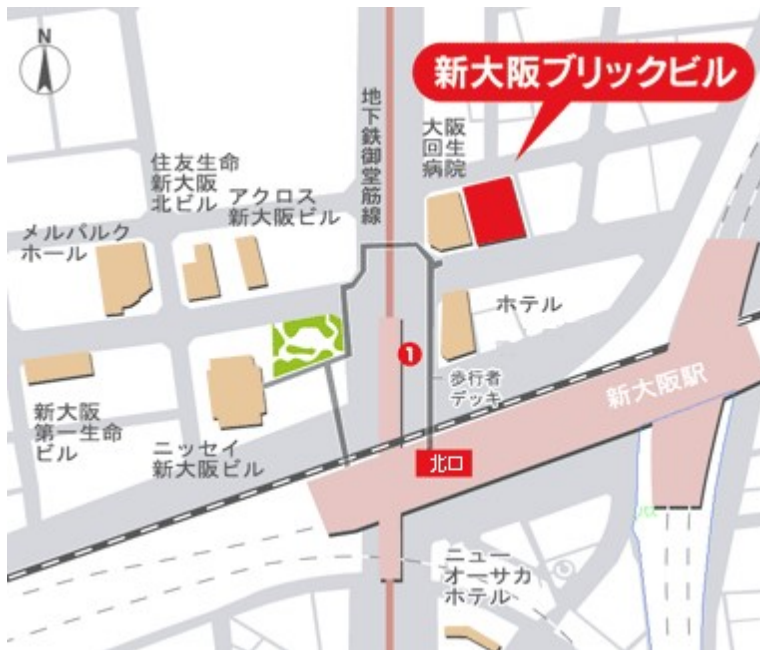 N
新大阪ブリックビル
地下鉄御堂筋線
大阪
回生
病院
住友生命
新大阪
北ビル
アクロス
新大阪ビル
メルパルク
ホール
ホテル
1
歩行者
デッキ
新大阪駅
新大阪
第一生命
ビル
ニッセイ
新大阪ビル
北口
ニュー
オーサカ
ホテル